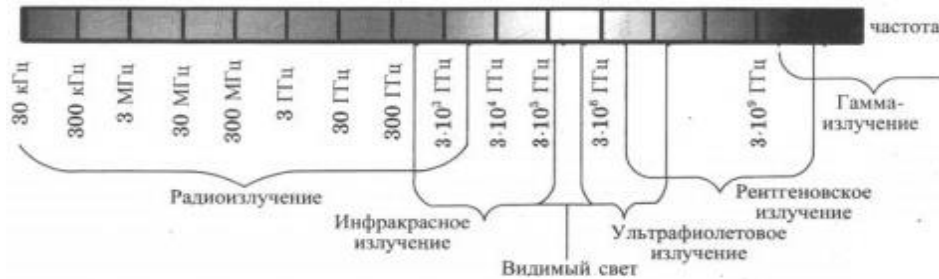 частота
30 кГц
300 кГц
3 МГц
30 МГц
300 МГц
3 ГГц
30 ГГц
300 ГГц
3·10³ ГГц
3·10⁴ ГГц
3·10⁵ ГГц
3·10⁶ ГГц
3·10⁹ ГГц
Гамма-
излучение
Радиоизлучение
Рентгеновское
излучение
Инфракрасное
излучение
Ультрафиолетовое
излучение
Видимый свет